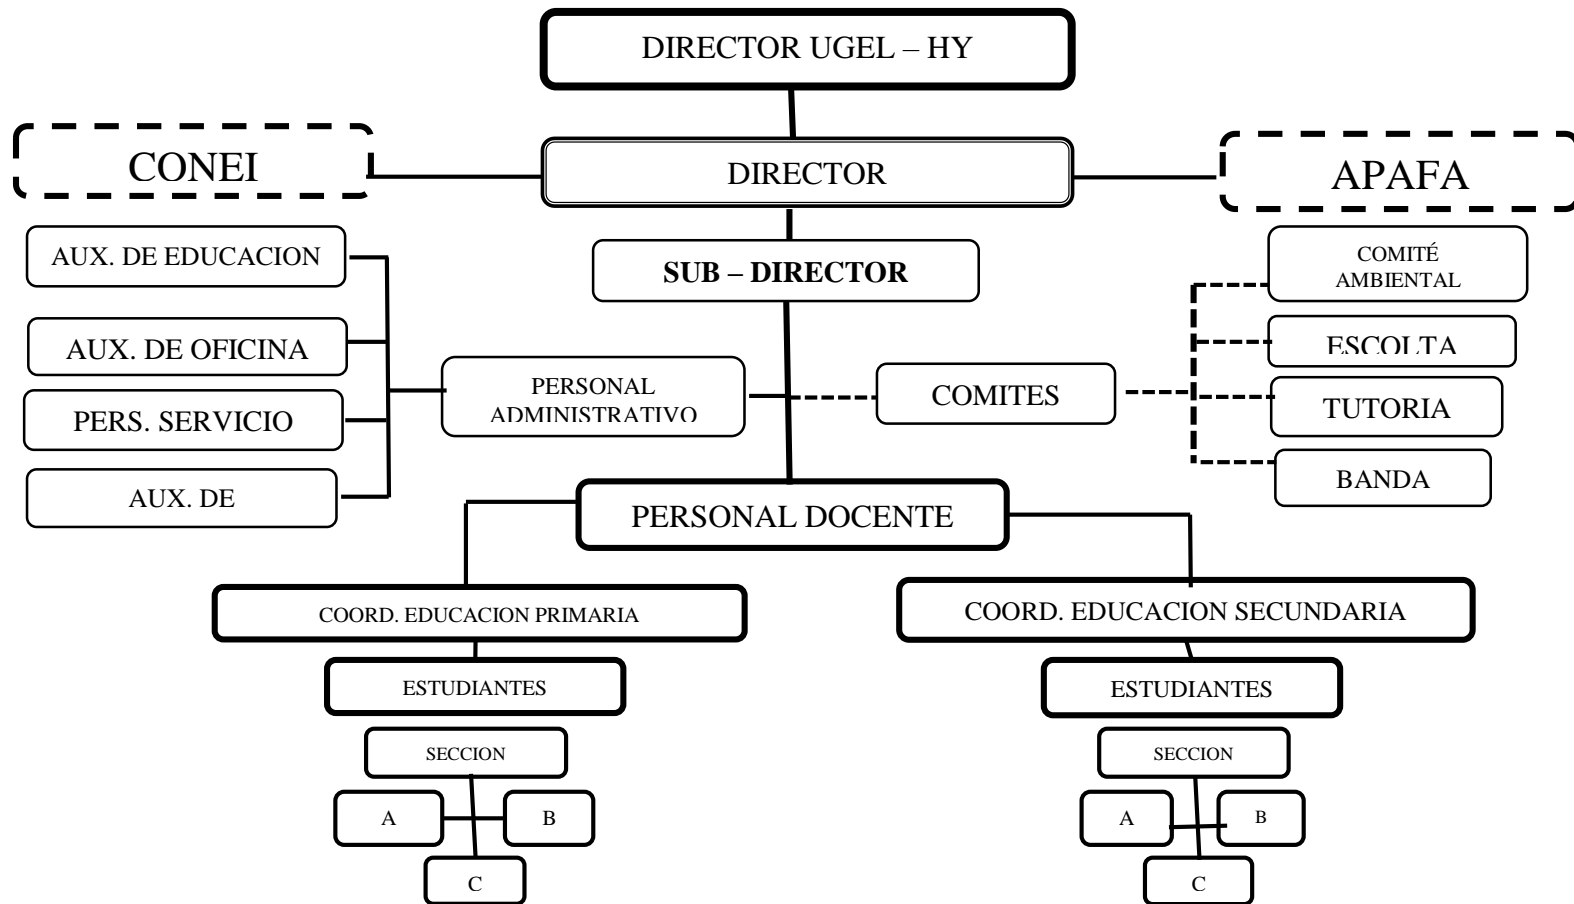 DIRECTOR UGEL – HY
CONEI
DIRECTOR
APAFA
AUX. DE EDUCACION
SUB – DIRECTOR
COMITÉ
AMBIENTAL
AUX. DE OFICINA
ESCOLTA
PERSONAL
ADMINISTRATIVO
COMITES
PERS. SERVICIO
TUTORIA
AUX. DE
BANDA
PERSONAL DOCENTE
COORD. EDUCACION PRIMARIA
COORD. EDUCACION SECUNDARIA
ESTUDIANTES
ESTUDIANTES
SECCION
SECCION
A
B
A
B
C
C